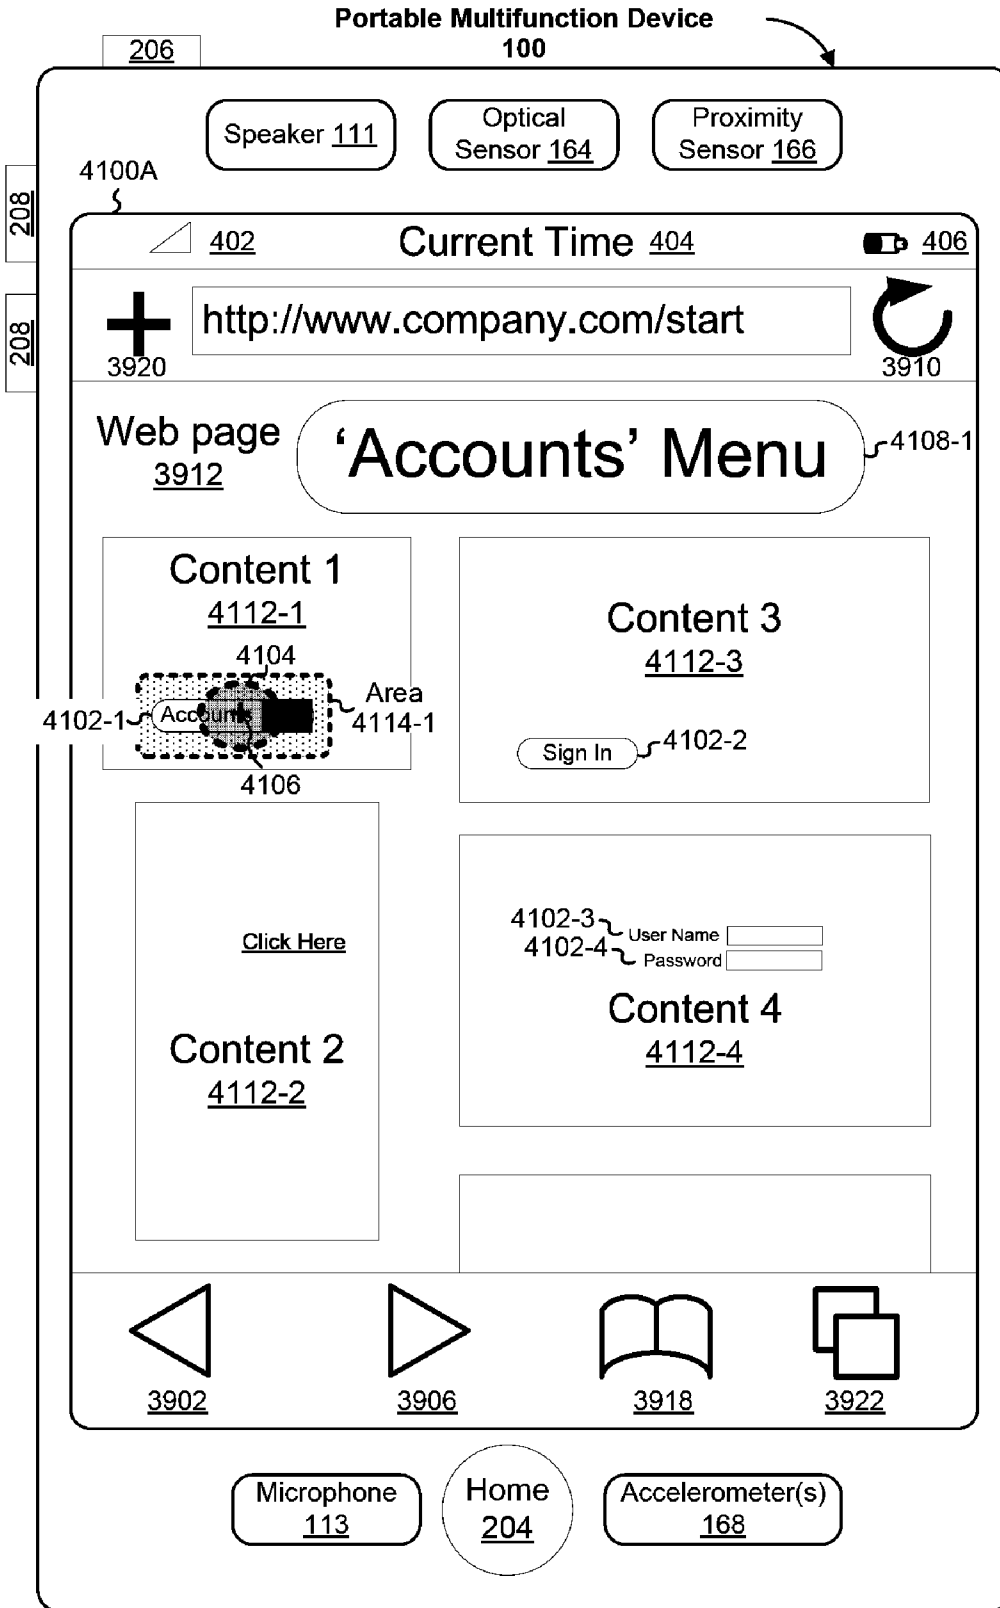 Portable Multifunction Device
100
206
Speaker 111
Optical
Sensor 164
Proximity
Sensor 166
4100A
208
208
402
Current Time 404
406
http://www.company.com/start
3920
3910
Web page
3912
‘Accounts’ Menu
4108-1
Content 1
4112-1
4104
Area
4114-1
4102-1
Accounts
4106
Content 3
4112-3
Sign In
4102-2
Click Here
Content 2
4112-2
4102-3
User Name
4102-4
Password
Content 4
4112-4
3902
3906
3918
3922
Microphone
113
Home
204
Accelerometer(s)
168